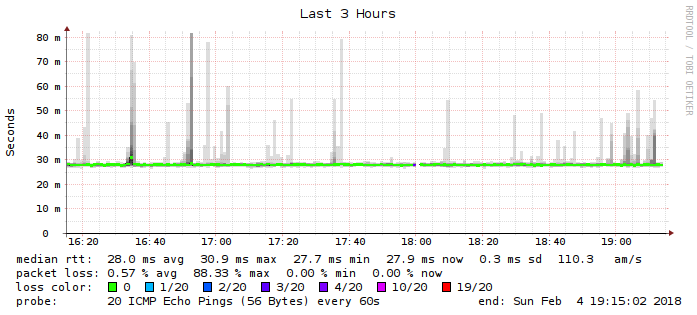 Last 3 Hours
RRDTOOL / TOBI OETIKER
Seconds
80 m
70 m
60 m
50 m
40 m
30 m
20 m
10 m
0
16:20 16:40 17:00 17:20 17:40 18:00 18:20 18:40 19:00
median rtt: 28.0 ms avg 30.9 ms max 27.7 ms min 27.9 ms now 0.3 ms sd 110.3 am/s
packet loss: 0.57 % avg 88.33 % max 0.00 % min 0.00 % now
loss color: 0 1/20 2/20 3/20 4/20 10/20 19/20
probe: 20 ICMP Echo Pings (56 Bytes) every 60s end: Sun Feb 4 19:15:02 2018